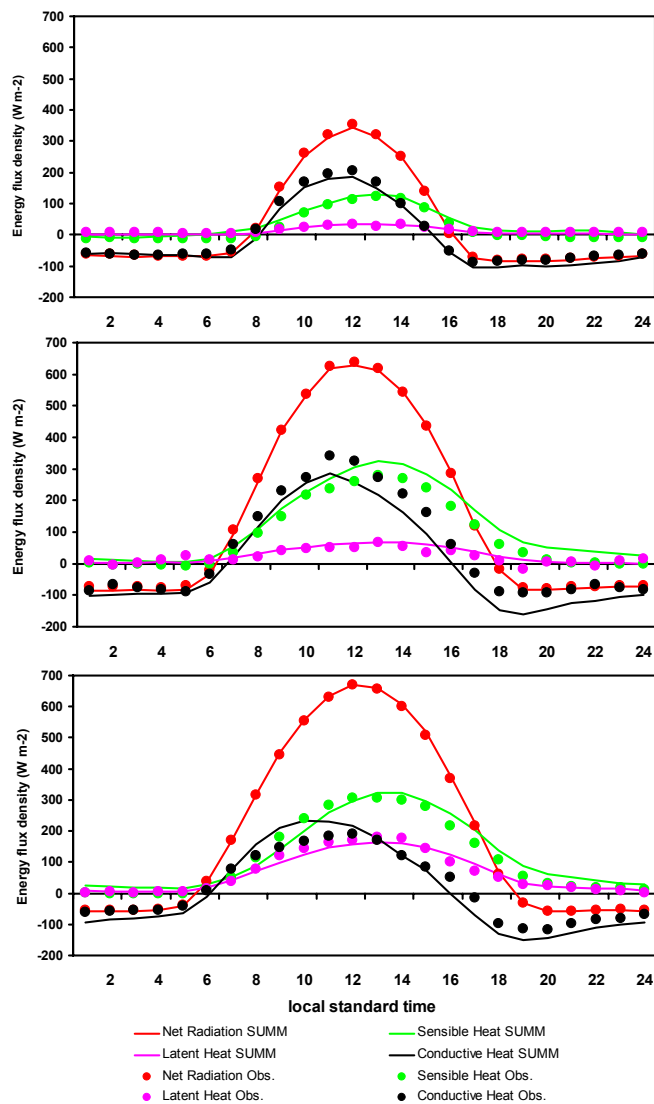 700
600
500
400
300
200
100
0
-100
-200
Energy flux density (W m-2)
2 4 6 8 10 12 14 16 18 20 22 24
700
600
500
400
300
200
100
0
-100
-200
Energy flux density (W m-2)
2 4 6 8 10 12 14 16 18 20 22 24
700
600
500
400
300
200
100
0
-100
-200
Energy flux density (W m-2)
2 4 6 8 10 12 14 16 18 20 22 24
local standard time
Net Radiation SUMM Sensible Heat SUMM
Latent Heat SUMM Conductive Heat SUMM
Net Radiation Obs. Sensible Heat Obs.
Latent Heat Obs. Conductive Heat Obs.